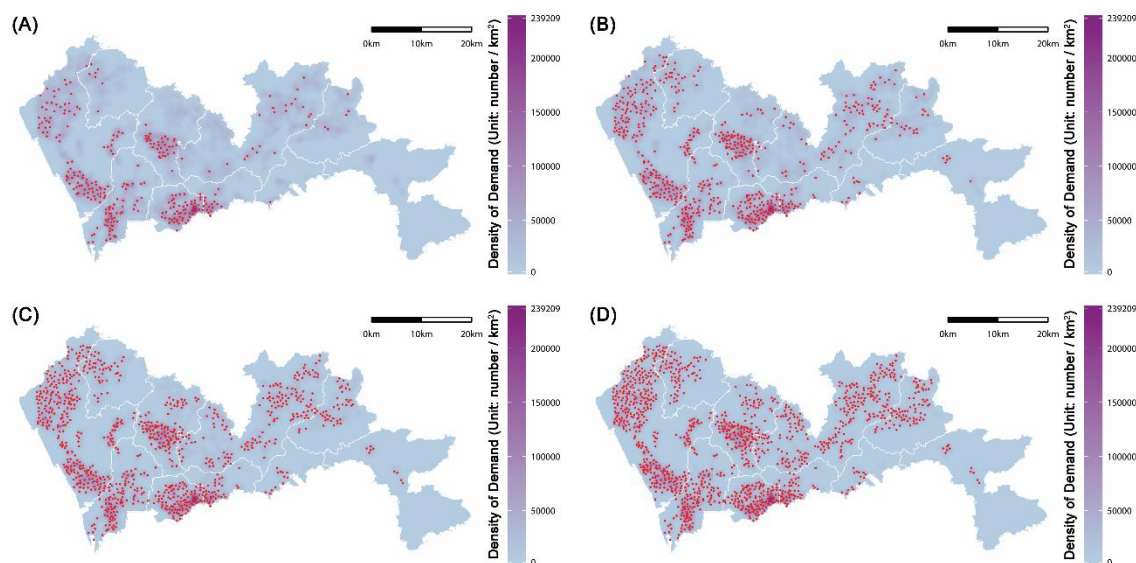 (A)
0km 10km 20km
Density of Demand (Unit: number / km²)
239209
200000
150000
100000
50000
0
(B)
0km 10km 20km
Density of Demand (Unit: number / km²)
239209
200000
150000
100000
50000
0
(C)
0km 10km 20km
Density of Demand (Unit: number / km²)
239209
200000
150000
100000
50000
0
(D)
0km 10km 20km
Density of Demand (Unit: number / km²)
239209
200000
150000
100000
50000
0